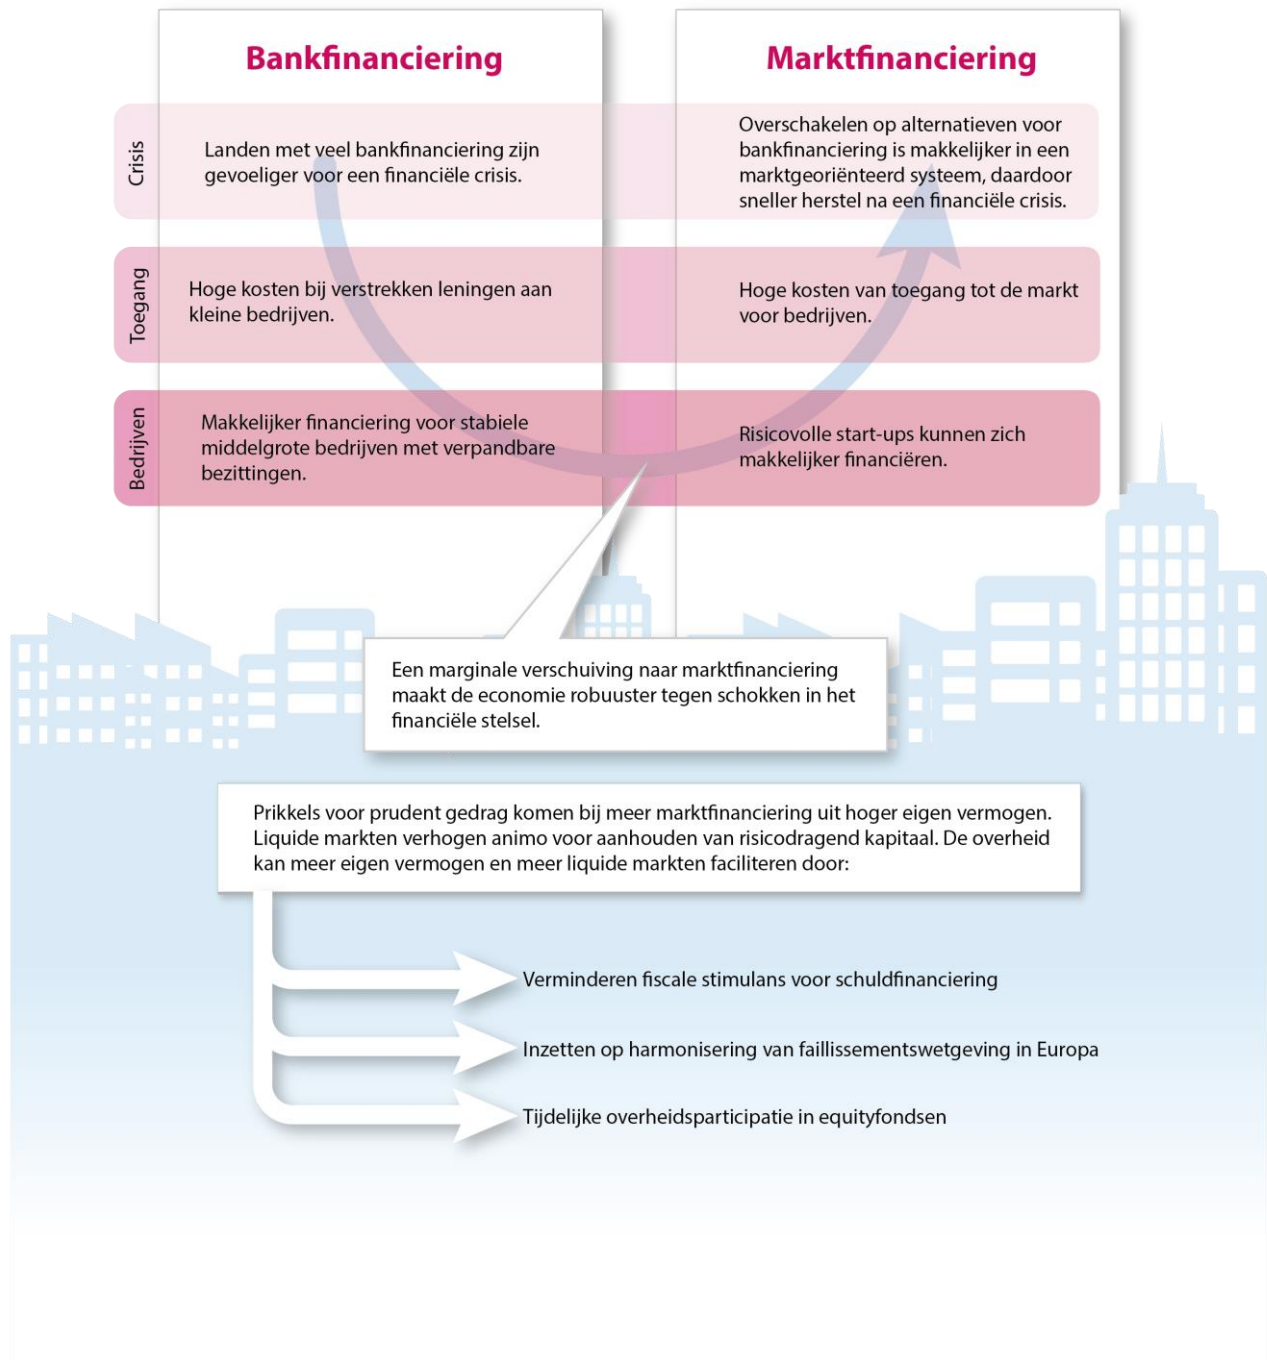 Bankfinanciering
Marktfinanciering
Crisis
Landen met veel bankfinanciering zijn
gevoeliger voor een financiële crisis.
Overschakelen op alternatieven voor
bankfinanciering is makkelijker in een
marktgeoriënteerd systeem, daardoor
sneller herstel na een financiële crisis.
Toegang
Hoge kosten bij verstrekken leningen aan
kleine bedrijven.
Hoge kosten van toegang tot de markt
voor bedrijven.
Bedrijven
Makkelijker financiering voor stabiele
middelgrote bedrijven met verpandbare
bezittingen.
Risicovolle start-ups kunnen zich
makkelijker financiëren.
Een marginale verschuiving naar marktfinanciering
maakt de economie robuuster tegen schokken in het
financiële stelsel.
Prikkels voor prudent gedrag komen bij meer marktfinanciering uit hoger eigen vermogen.
Liquide markten verhogen animo voor aanhouden van risicodragend kapitaal. De overheid
kan meer eigen vermogen en meer liquide markten faciliteren door:
Verminderen fiscale stimulans voor schuldfinanciering
Inzetten op harmonisering van faillissementswetgeving in Europa
Tijdelijke overheidsparticipatie in equityfondsen